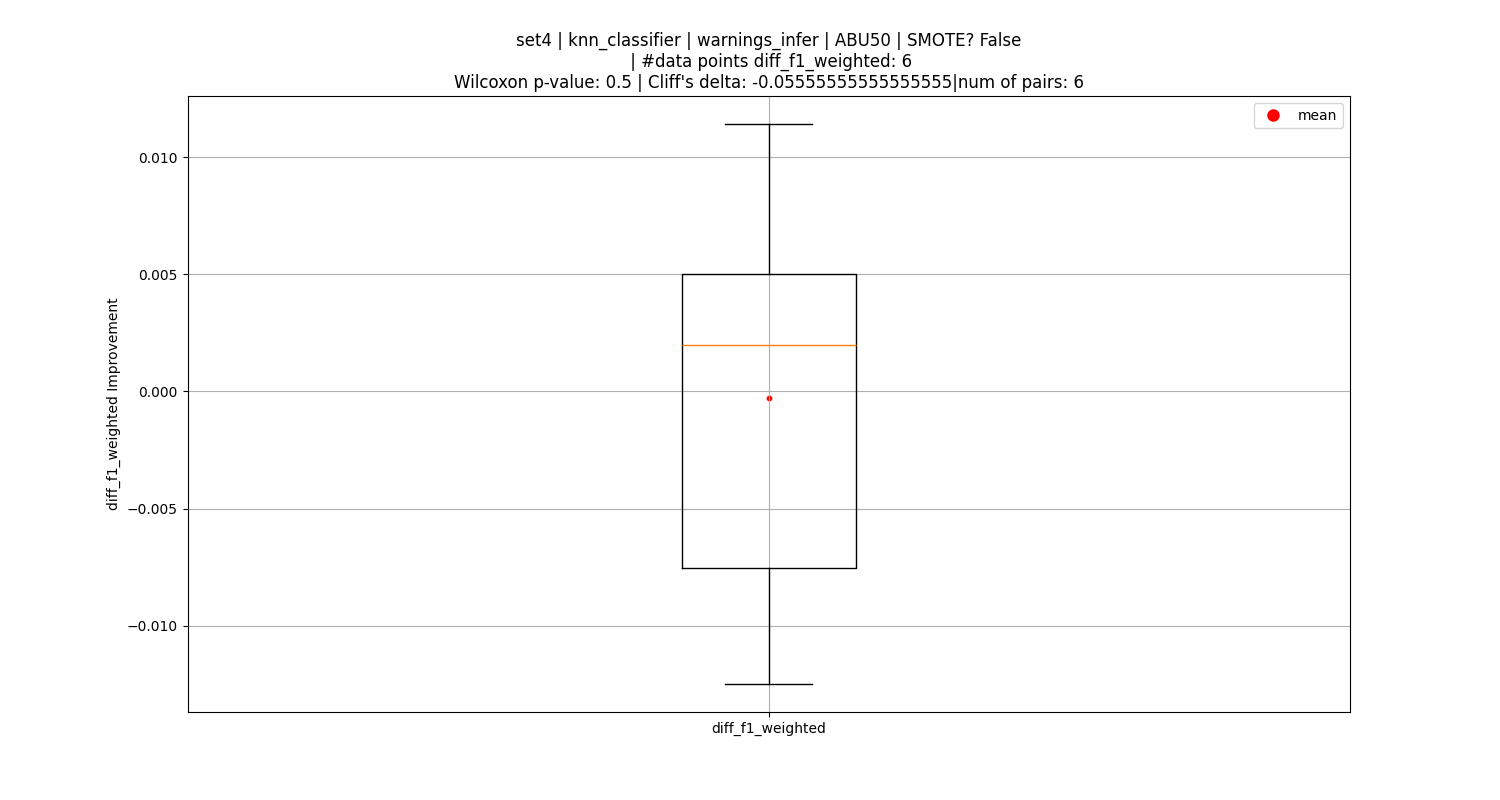 set4 | knn_classifier | warnings_infer | ABU50 | SMOTE? False
| #data points diff_f1_weighted: 6
Wilcoxon p-value: 0.5 | Cliff's delta: -0.05555555555555555|num of pairs: 6
mean
0.010
0.005
0.000
−0.005
−0.010
diff_f1_weighted Improvement
diff_f1_weighted